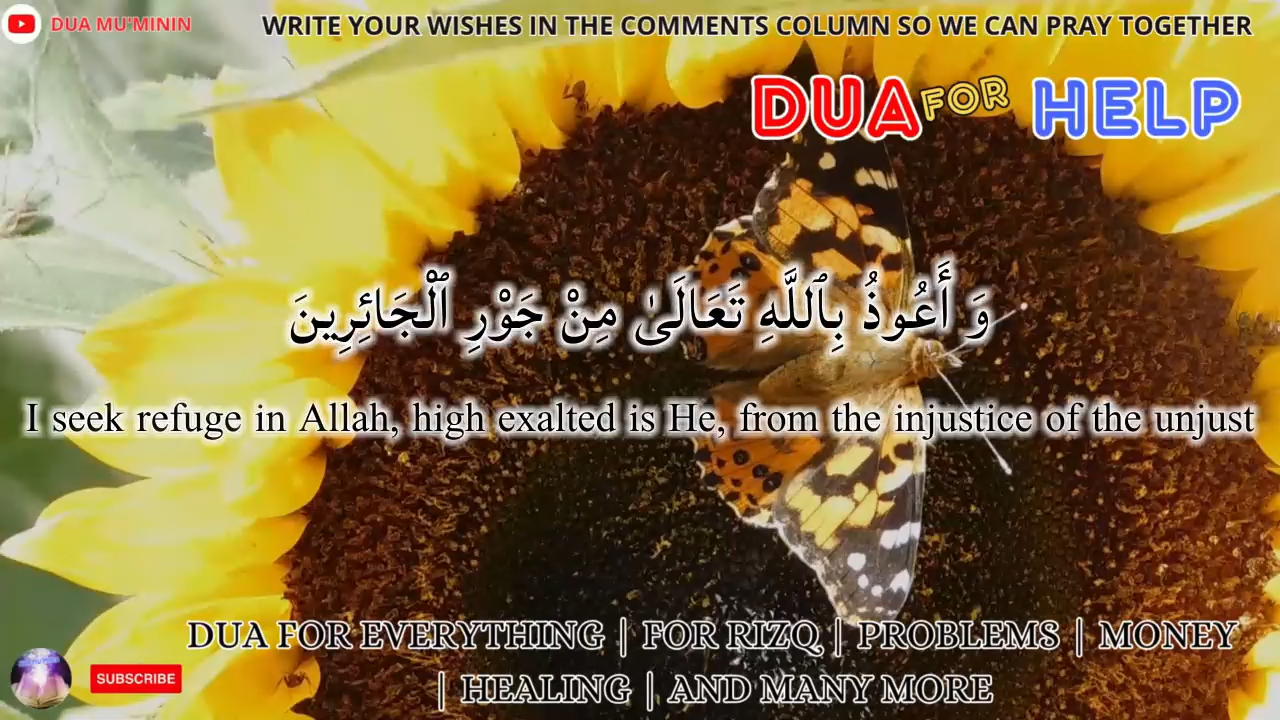 DUA MU'MININ
WRITE YOUR WISHES IN THE COMMENTS COLUMN SO WE CAN PRAY TOGETHER
DUA FOR HELP
وَ أَعُوذُ بِٱللَّهِ تَعَالَىٰ مِنْ جَوْرِ ٱلْجَائِرِينَ
I seek refuge in Allah, high exalted is He, from the injustice of the unjust
DUA FOR EVERYTHING | FOR RIZQ | PROBLEMS | MONEY
| HEALING | AND MANY MORE
SUBSCRIBE